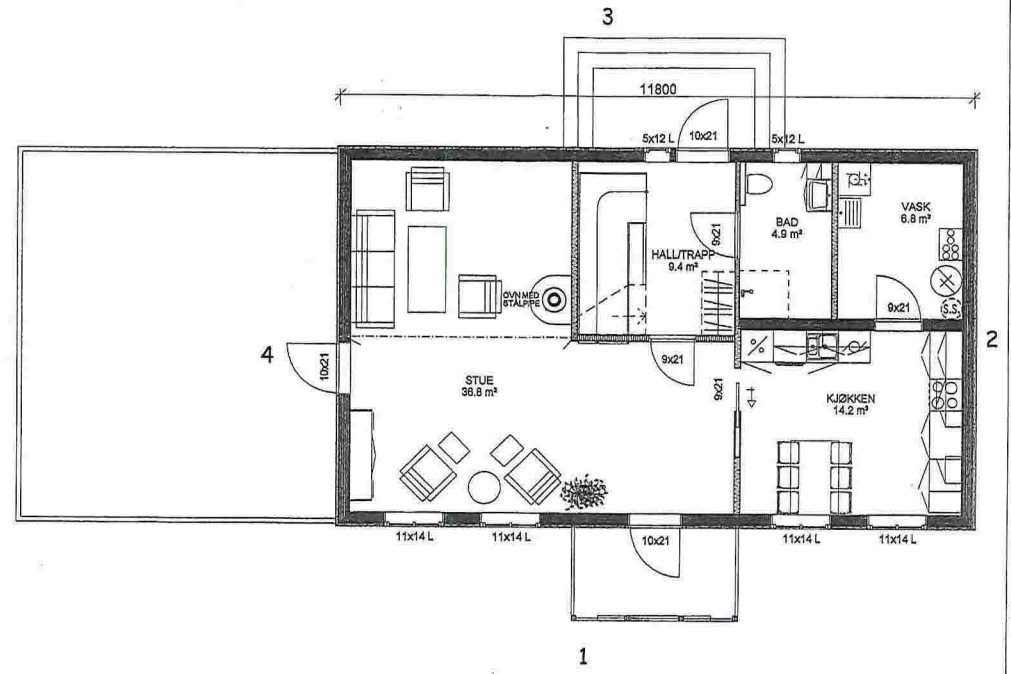 3
11800
5x12 L
10x21
5x12 L
VASK
6.8 m²
BAD
4.9 m²
9x21
HALL/TRAPP
9.4 m²
OVN MED
STÅLPIPE
9x21
S.S.
2
4
10x21
9x21
9x21
STUE
36.8 m²
KJØKKEN
14.2 m²
11x14 L
11x14 L
10x21
11x14 L
11x14 L
1